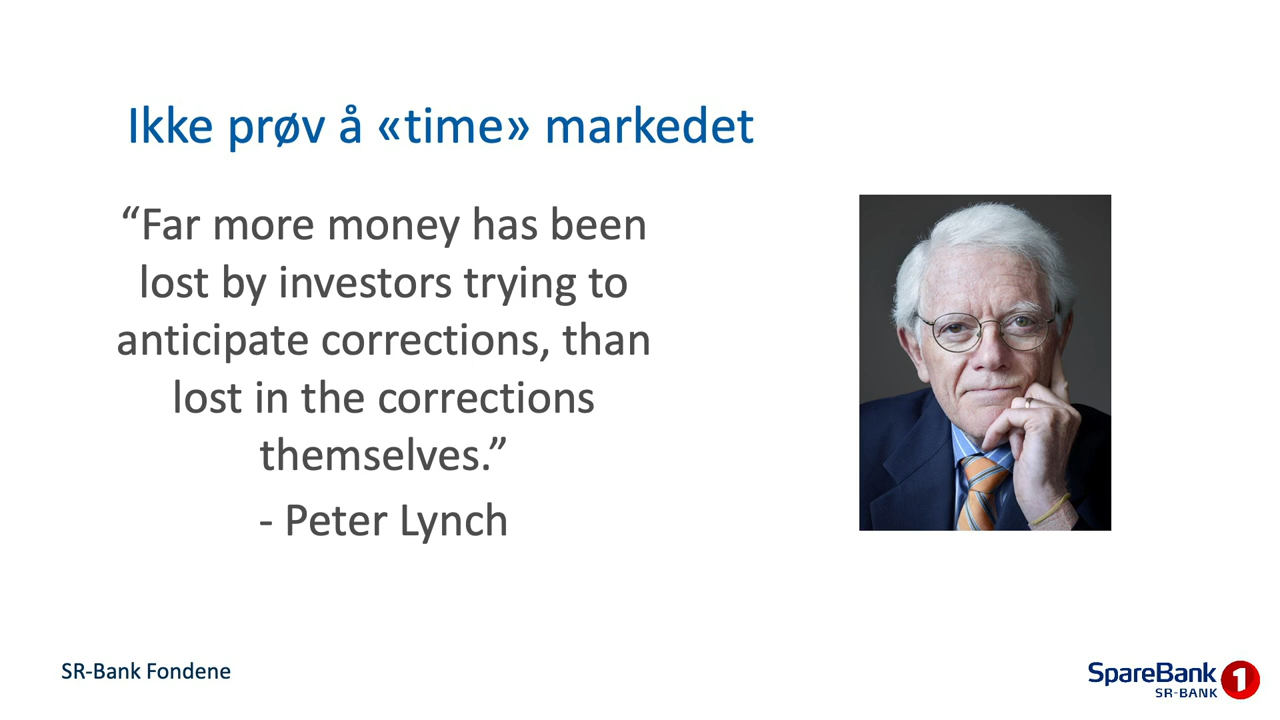 Ikke prøv å «time» markedet
“Far more money has been
lost by investors trying to
anticipate corrections, than
lost in the corrections
themselves.”
- Peter Lynch
SR-Bank Fondene
SpareBank 1
SR-BANK